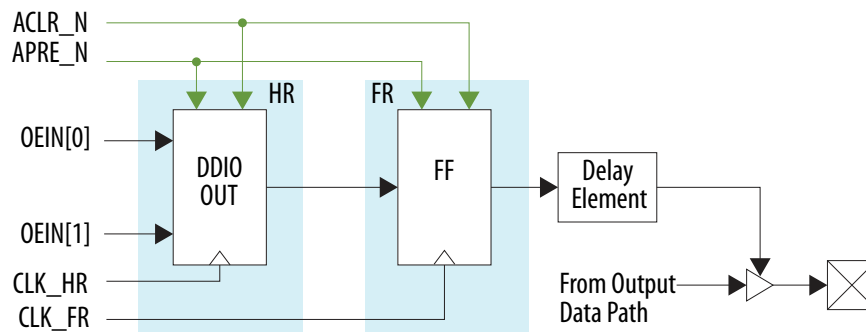 ACLR_N
APRE_N
HR
FR
OEIN[0]
DDIO
OUT
FF
Delay
Element
OEIN[1]
CLK_HR
CLK_FR
From Output
Data Path